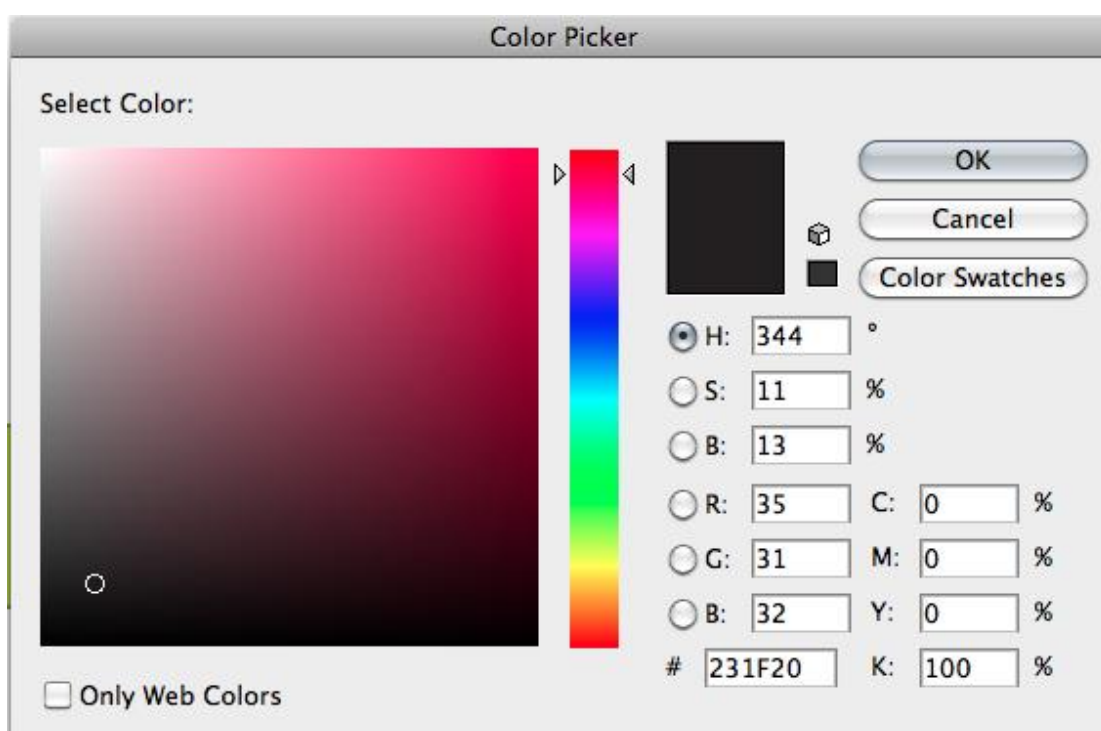 Color Picker
Select Color:
OK
Cancel
Color Swatches
H: 344 °
S: 11 %
B: 13 %
R: 35 C: 0 %
G: 31 M: 0 %
B: 32 Y: 0 %
# 231F20 K: 100 %
Only Web Colors